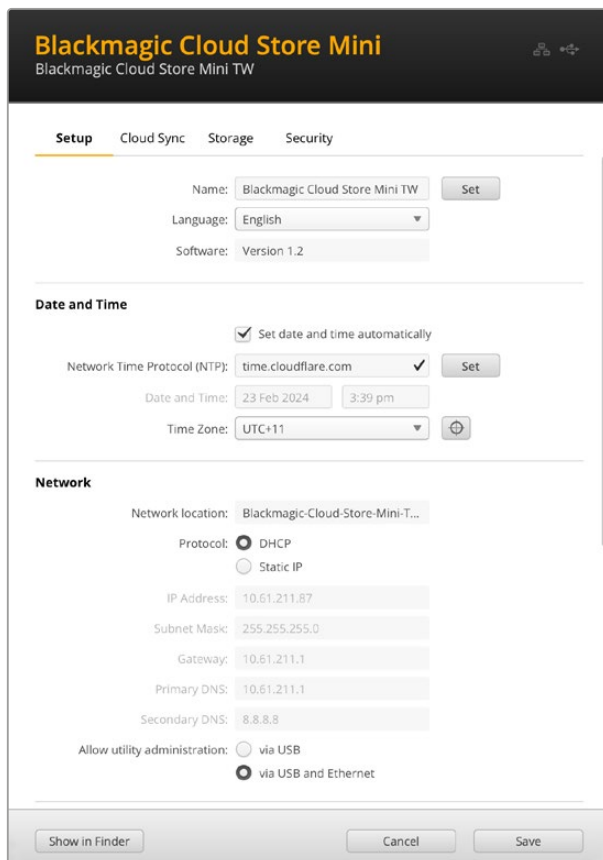 Blackmagic Cloud Store Mini
Blackmagic Cloud Store Mini TW
Setup Cloud Sync Storage Security
Name: Blackmagic Cloud Store Mini TW Set
Language: English
Software: Version 1.2
Date and Time
Set date and time automatically
Network Time Protocol (NTP): time.cloudflare.com Set
Date and Time: 23 Feb 2024 3:39 pm
Time Zone: UTC+11
Network
Network location: Blackmagic-Cloud-Store-Mini-T...
Protocol: DHCP
Static IP
IP Address: 10.61.211.87
Subnet Mask: 255.255.255.0
Gateway: 10.61.211.1
Primary DNS: 10.61.211.1
Secondary DNS: 8.8.8.8
Allow utility administration: via USB
via USB and Ethernet
Show in Finder Cancel Save